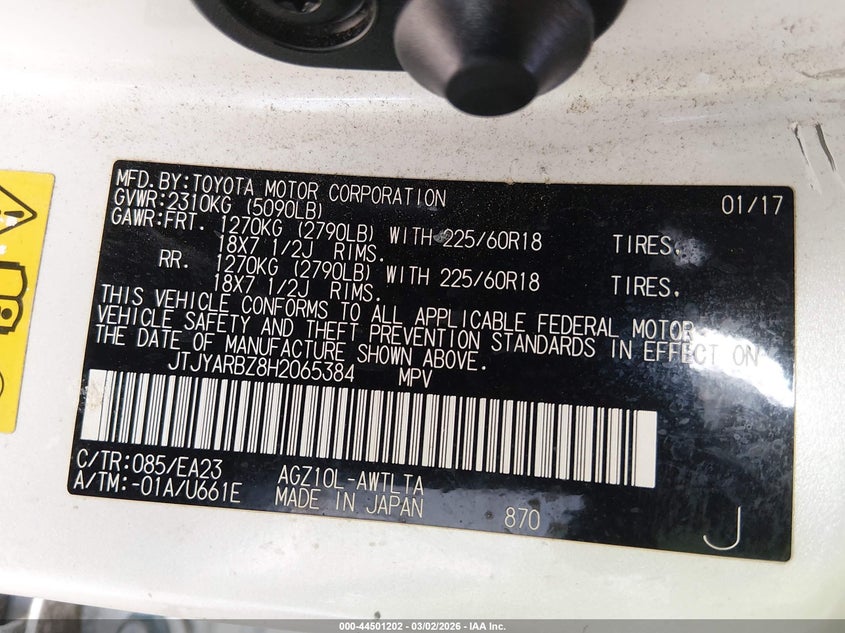 MFD.BY:TOYOTA MOTOR CORPORATION 01/17
GVWR:2310KG (5090LB)
GAWR:FRT. 1270KG (2790LB) WITH 225/60R18 TIRES.
18X7 1/2J RIMS.
RR. 1270KG (2790LB) WITH 225/60R18 TIRES.
18X7 1/2J RIMS.
THIS VEHICLE CONFORMS TO ALL APPLICABLE FEDERAL MOTOR
VEHICLE SAFETY AND THEFT PREVENTION STANDARDS IN EFFECT ON
THE DATE OF MANUFACTURE SHOWN ABOVE.
JTJYARBZ8H2065384 MPV
C/TR:085/EA23 AGZ10L-AWTLTA
A/TM:-01A/U661E MADE IN JAPAN 870 J
000-44501202 - 03/02/2026 - IAA Inc.